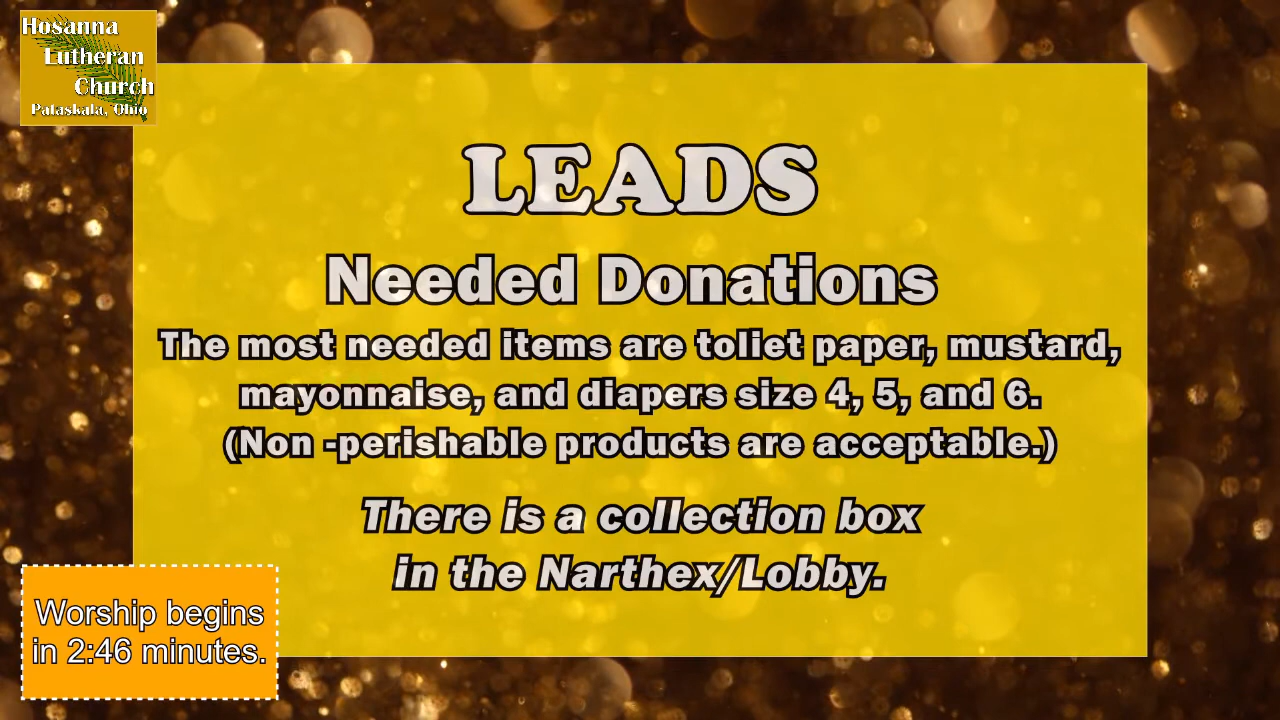 Hosanna
Lutheran
Church
Pataskala, Ohio
LEADS
Needed Donations
The most needed items are toliet paper, mustard,
mayonnaise, and diapers size 4, 5, and 6.
(Non -perishable products are acceptable.)
There is a collection box
in the Narthex/Lobby.
Worship begins
in 2:46 minutes.